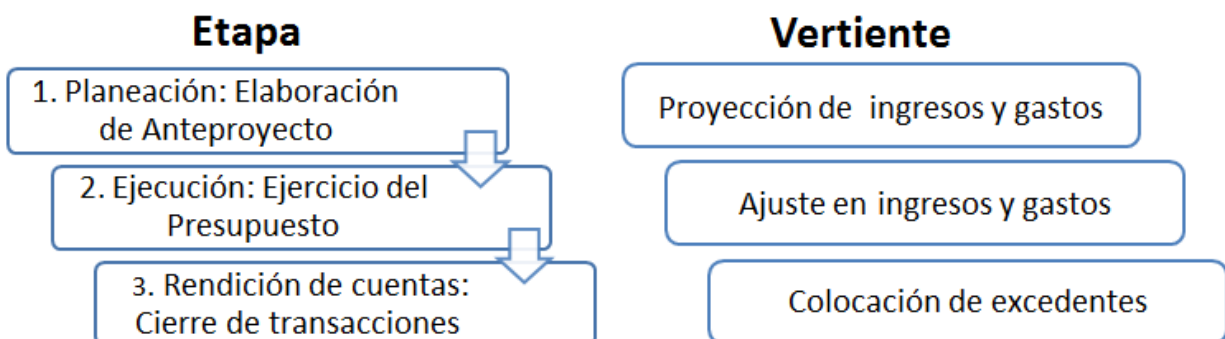 Etapa
Vertiente
1. Planeación: Elaboración
de Anteproyecto
Proyección de ingresos y gastos
2. Ejecución: Ejercicio del
Presupuesto
Ajuste en ingresos y gastos
3. Rendición de cuentas:
Cierre de transacciones
Colocación de excedentes